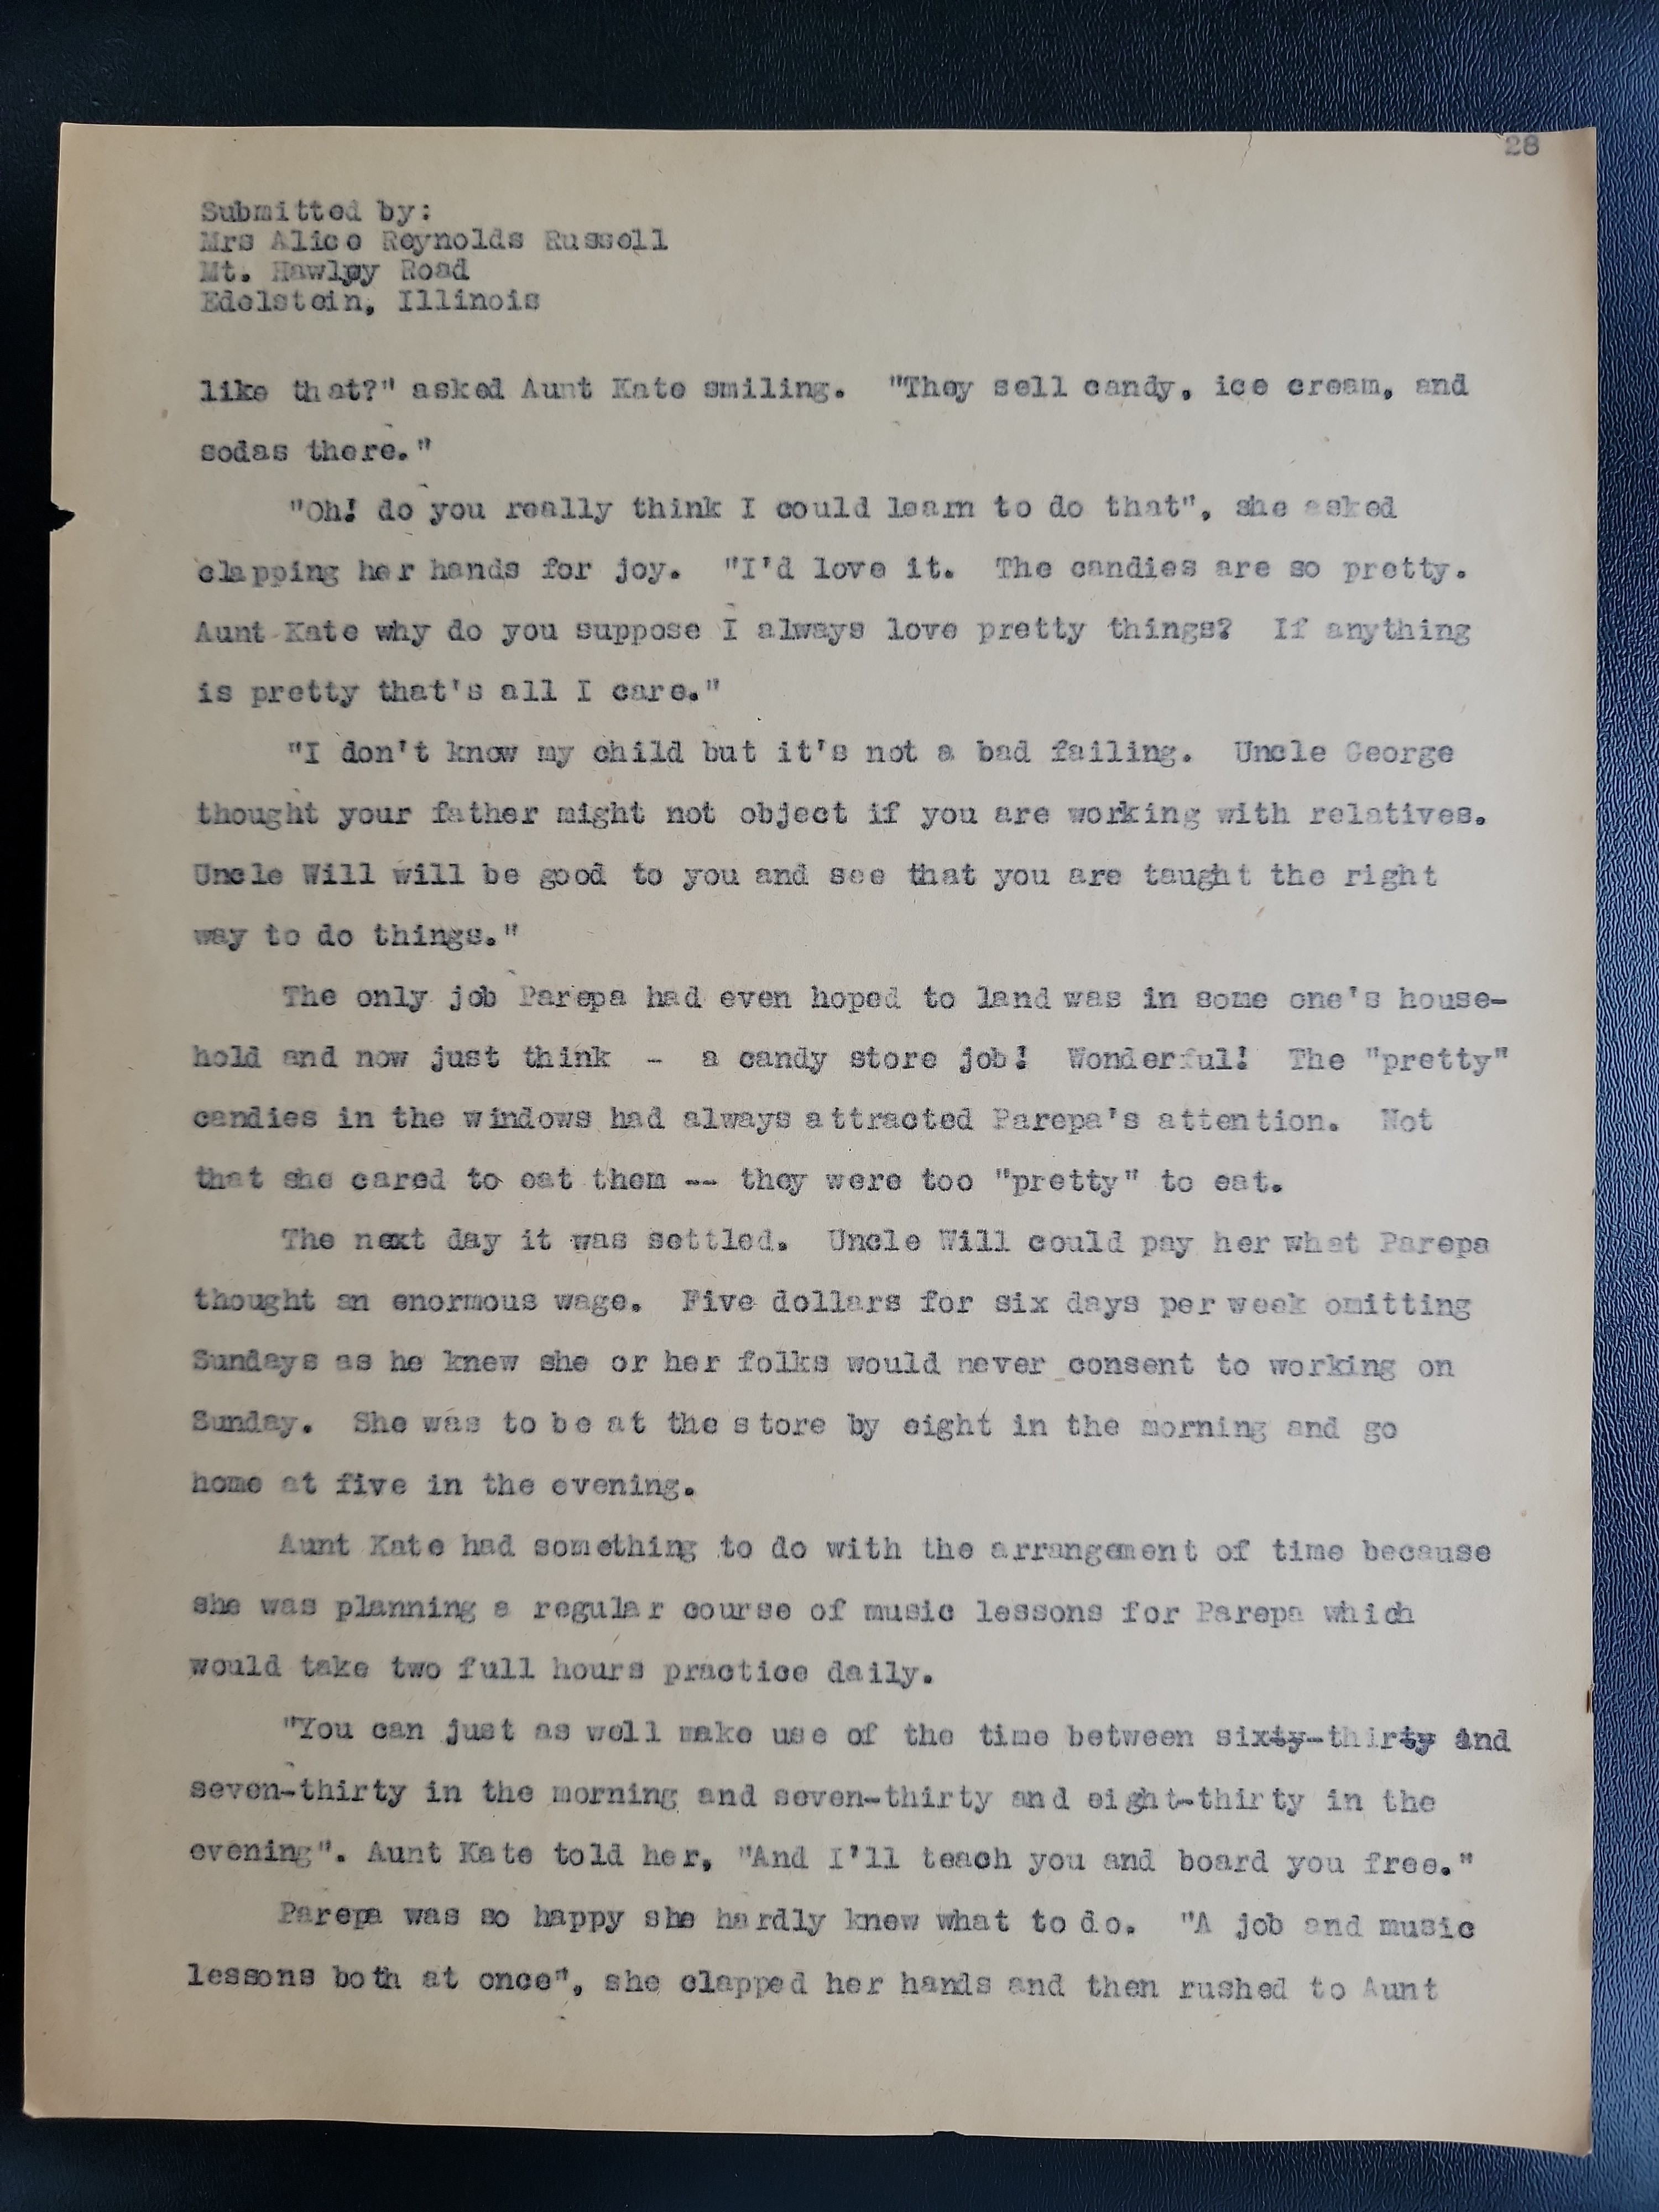 28
Submitted by:
Mrs Alice Reynolds Russell
Mt. Hawley Road
Edelstein, Illinois
like that?" asked Aunt Kate smiling. "They sell candy, ice cream, and
sodas there."
"Oh! do you really think I could learn to do that", she asked
clapping her hands for joy. "I'd love it. The candies are so pretty.
Aunt Kate why do you suppose I always love pretty things? If anything
is pretty that's all I care."
"I don't know my child but it's not a bad failing. Uncle George
thought your father might not object if you are working with relatives.
Uncle Will will be good to you and see that you are taught the right
way to do things."
The only job Parepa had even hoped to land was in some one's house-
hold and now just think - a candy store job! Wonderful! The "pretty"
candies in the windows had always attracted Parepa's attention. Not
that she cared to eat them -- they were too "pretty" to eat.
The next day it was settled. Uncle Will could pay her what Parepa
thought an enormous wage. Five dollars for six days per week omitting
Sundays as he knew she or her folks would never consent to working on
Sunday. She was to be at the store by eight in the morning and go
home at five in the evening.
Aunt Kate had something to do with the arrangement of time because
she was planning a regular course of music lessons for Parepa which
would take two full hours practice daily.
"You can just as well make use of the time between sixty-thirty and
seven-thirty in the morning and seven-thirty and eight-thirty in the
evening". Aunt Kate told her, "And I'll teach you and board you free."
Parepa was so happy she hardly knew what to do. "A job and music
lessons both at once", she clapped her hands and then rushed to Aunt